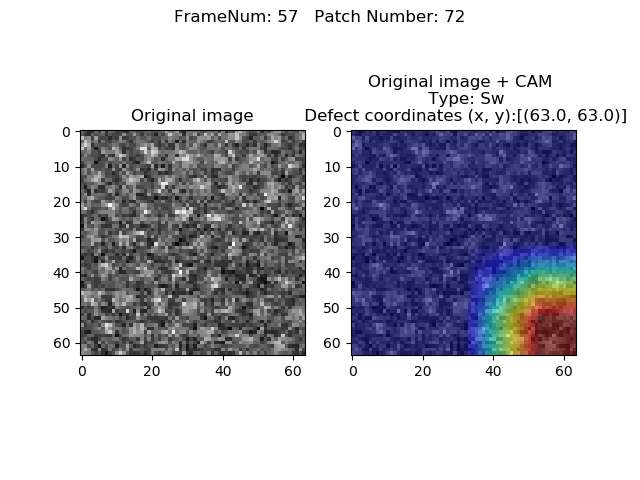 FrameNum: 57   Patch Number: 72
Original image
0
10
20
30
40
50
60
0 20 40 60
Original image + CAM
Type: Sw
Defect coordinates (x, y):[(63.0, 63.0)]
0
10
20
30
40
50
60
0 20 40 60